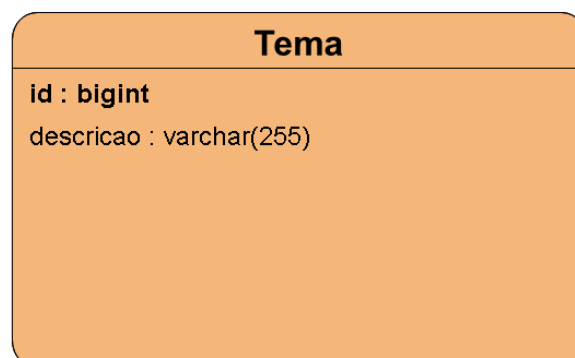 Tema
id : bigint
descricao : varchar(255)